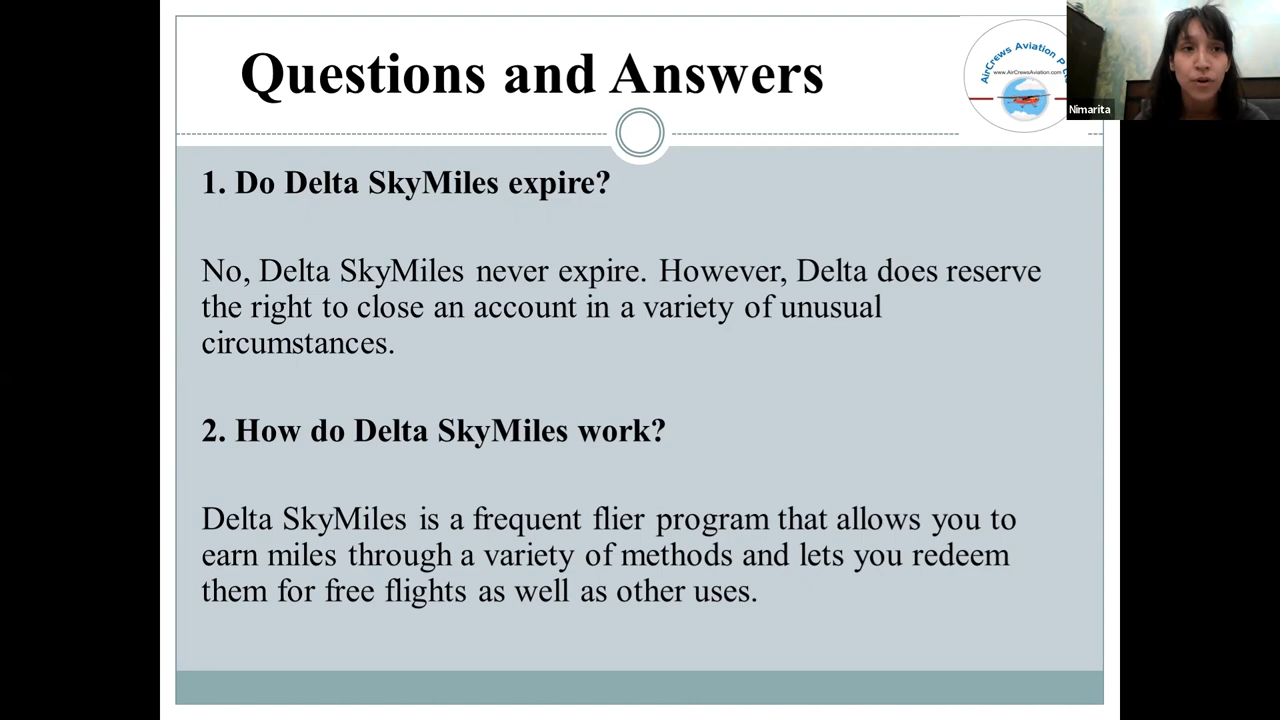 Questions and Answers
AirCrews Aviation P
www.AirCrewsAviation.com
Nimarita
1. Do Delta SkyMiles expire?
No, Delta SkyMiles never expire. However, Delta does reserve
the right to close an account in a variety of unusual
circumstances.
2. How do Delta SkyMiles work?
Delta SkyMiles is a frequent flier program that allows you to
earn miles through a variety of methods and lets you redeem
them for free flights as well as other uses.